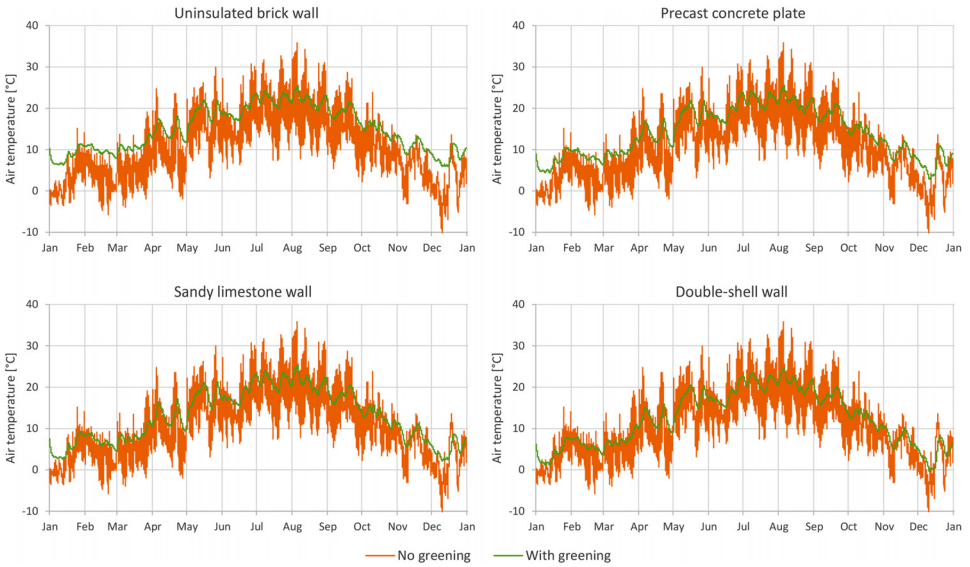 Uninsulated brick wall
Air temperature [°C]
40
30
20
10
0
-10
Jan Feb Mar Apr May Jun Jul Aug Sep Oct Nov Dec Jan
Precast concrete plate
Air temperature [°C]
40
30
20
10
0
-10
Jan Feb Mar Apr May Jun Jul Aug Sep Oct Nov Dec Jan
Sandy limestone wall
Air temperature [°C]
40
30
20
10
0
-10
Jan Feb Mar Apr May Jun Jul Aug Sep Oct Nov Dec Jan
Double-shell wall
Air temperature [°C]
40
30
20
10
0
-10
Jan Feb Mar Apr May Jun Jul Aug Sep Oct Nov Dec Jan
No greening With greening